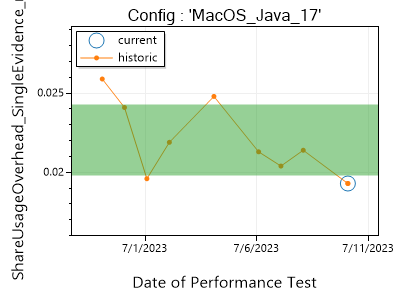 Config : 'MacOS_Java_17'
current
historic
ShareUsageOverhead_SingleEvidence_
0.025
0.02
7/1/2023
7/6/2023
7/11/2023
Date of Performance Test